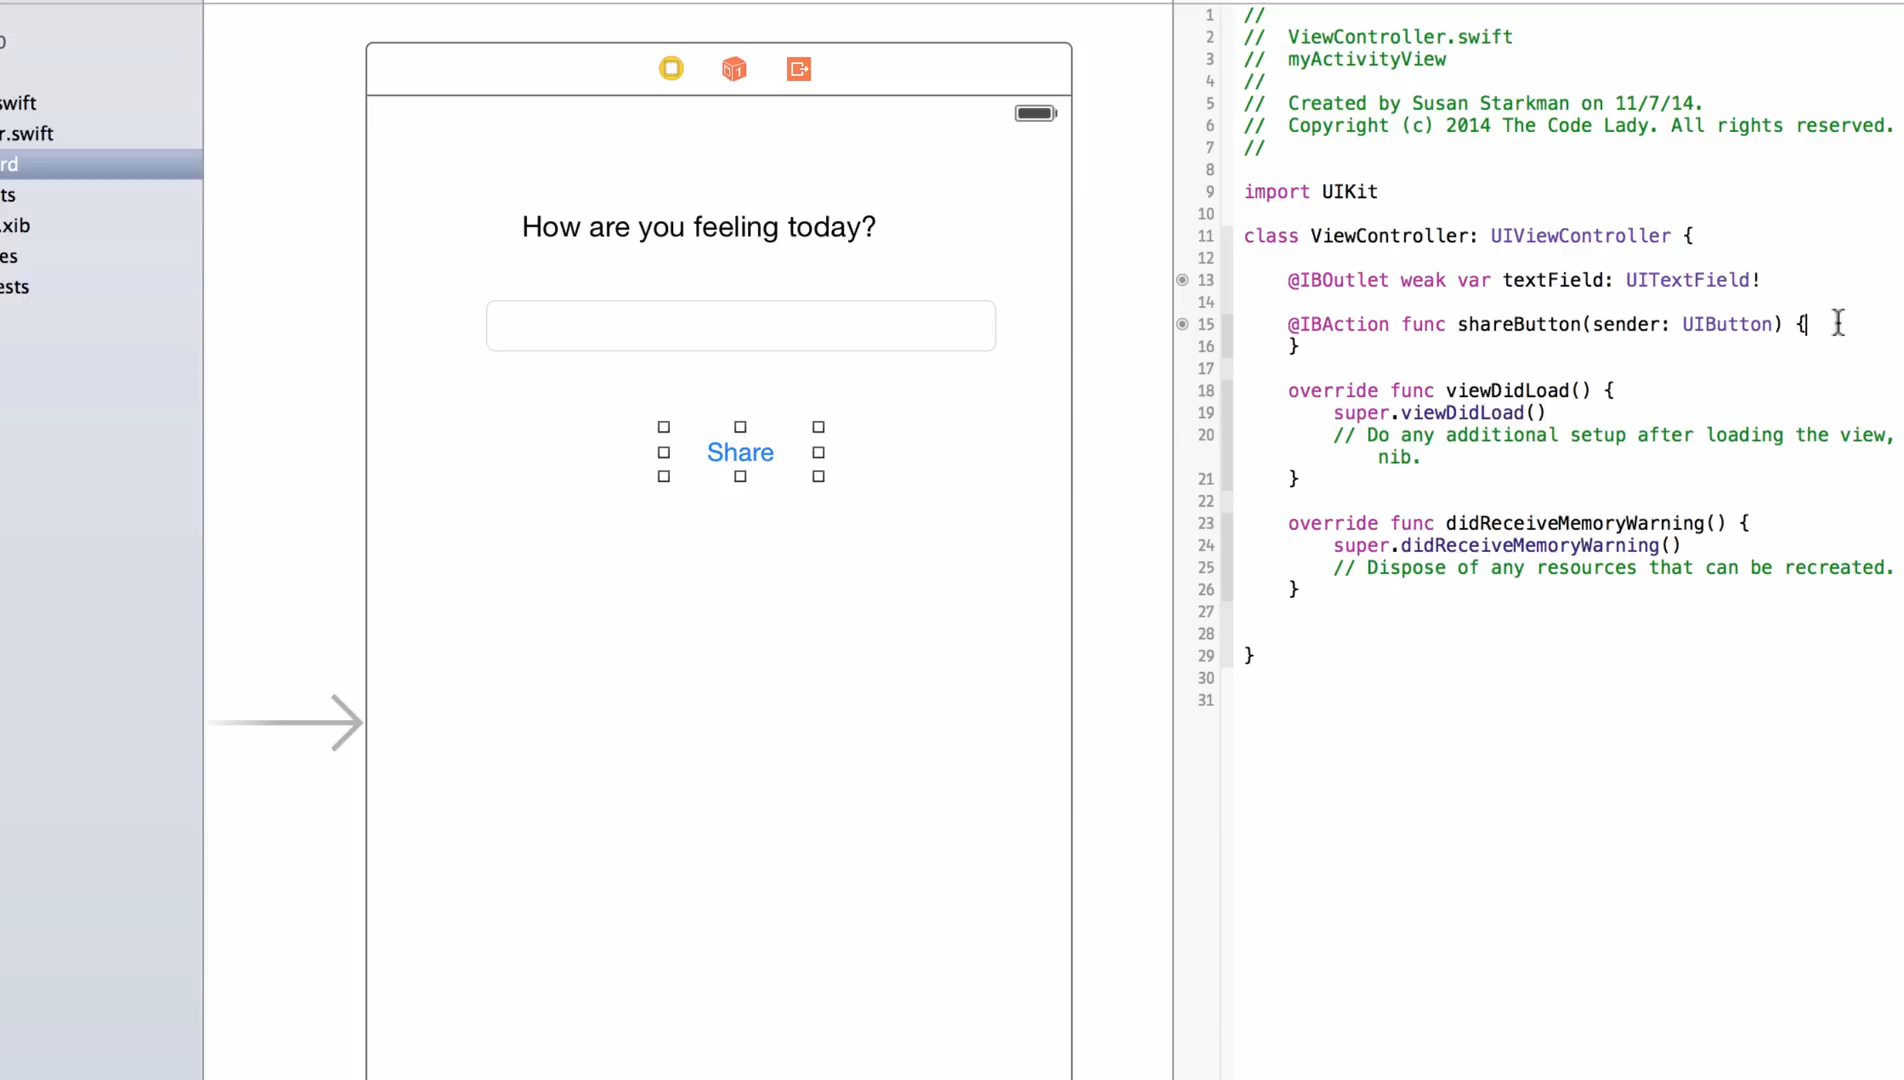 0
swift
r.swift
rd
ts
.xib
es
ests
How are you feeling today?
Share
1 //
2 //  ViewController.swift
3 //  myActivityView
4 //
5 //  Created by Susan Starkman on 11/7/14.
6 //  Copyright (c) 2014 The Code Lady. All rights reserved.
7 //
8
9 import UIKit
10
11 class ViewController: UIViewController {
12
13     @IBOutlet weak var textField: UITextField!
14
15     @IBAction func shareButton(sender: UIButton) {
16     }
17
18     override func viewDidLoad() {
19         super.viewDidLoad()
20         // Do any additional setup after loading the view,
nib.
21     }
22
23     override func didReceiveMemoryWarning() {
24         super.didReceiveMemoryWarning()
25         // Dispose of any resources that can be recreated.
26     }
27
28
29 }
30
31